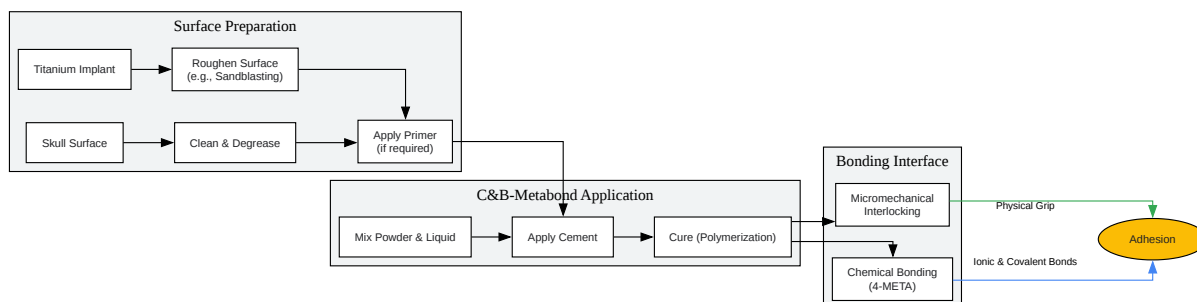 Surface Preparation
Titanium Implant
Roughen Surface
(e.g., Sandblasting)
Skull Surface
Clean & Degrease
Apply Primer
(if required)
C&B-Metabond Application
Mix Powder & Liquid
Apply Cement
Cure (Polymerization)
Bonding Interface
Micromechanical
Interlocking
Chemical Bonding
(4-META)
Physical Grip
Ionic & Covalent Bonds
Adhesion